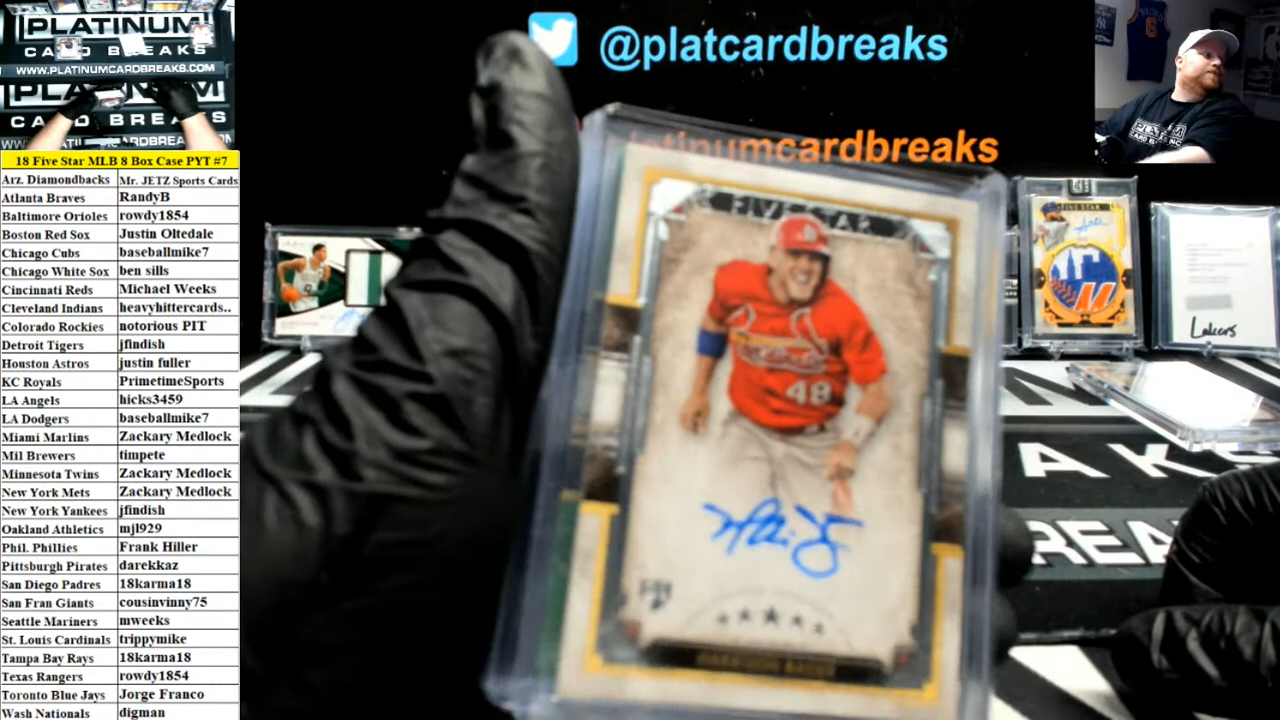 PLATINUM
CARD BREAKS
WWW.PLATINUMCARDBREAKS.COM
PLATINUM
CARD BREAKS
@platcardbreaks
platinumcardbreaks
PLATINUM
18 Five Star MLB 8 Box Case PYT #7
Arz. Diamondbacks Mr. JETZ Sports Cards
Atlanta Braves RandyB
Baltimore Orioles rowdy1854
Boston Red Sox Justin Oltedale
Chicago Cubs baseballmike7
Chicago White Sox ben sills
Cincinnati Reds Michael Weeks
Cleveland Indians heavyhittercards..
Colorado Rockies notorious PIT
Detroit Tigers jfindish
Houston Astros justin fuller
KC Royals PrimetimeSports
LA Angels hicks3459
LA Dodgers baseballmike7
Miami Marlins Zackary Medlock
Mil Brewers timpete
Minnesota Twins Zackary Medlock
New York Mets Zackary Medlock
New York Yankees jfindish
Oakland Athletics mjl929
Phil. Phillies Frank Hiller
Pittsburgh Pirates darekkaz
San Diego Padres 18karma18
San Fran Giants cousinvinny75
Seattle Mariners mweeks
St. Louis Cardinals trippymike
Tampa Bay Rays 18karma18
Texas Rangers rowdy1854
Toronto Blue Jays Jorge Franco
Wash Nationals digman
FIVE STAR
48
FIVE STAR
M
Lakers
AK
REA